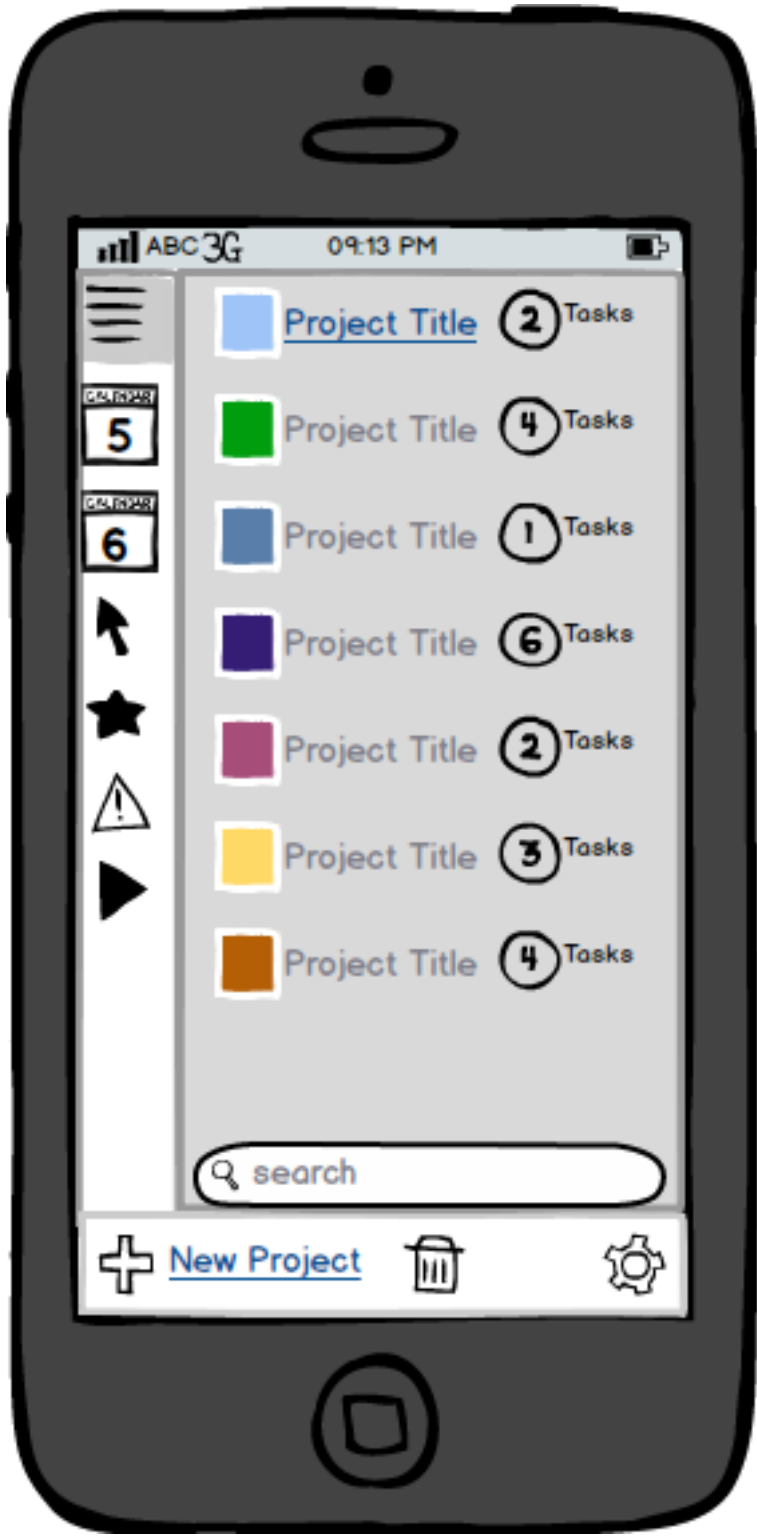 ABC 3G 09:13 PM
Project Title 2 Tasks
CALENDAR
5
Project Title 4 Tasks
CALENDAR
6
Project Title 1 Tasks
Project Title 6 Tasks
Project Title 2 Tasks
Project Title 3 Tasks
Project Title 4 Tasks
search
New Project